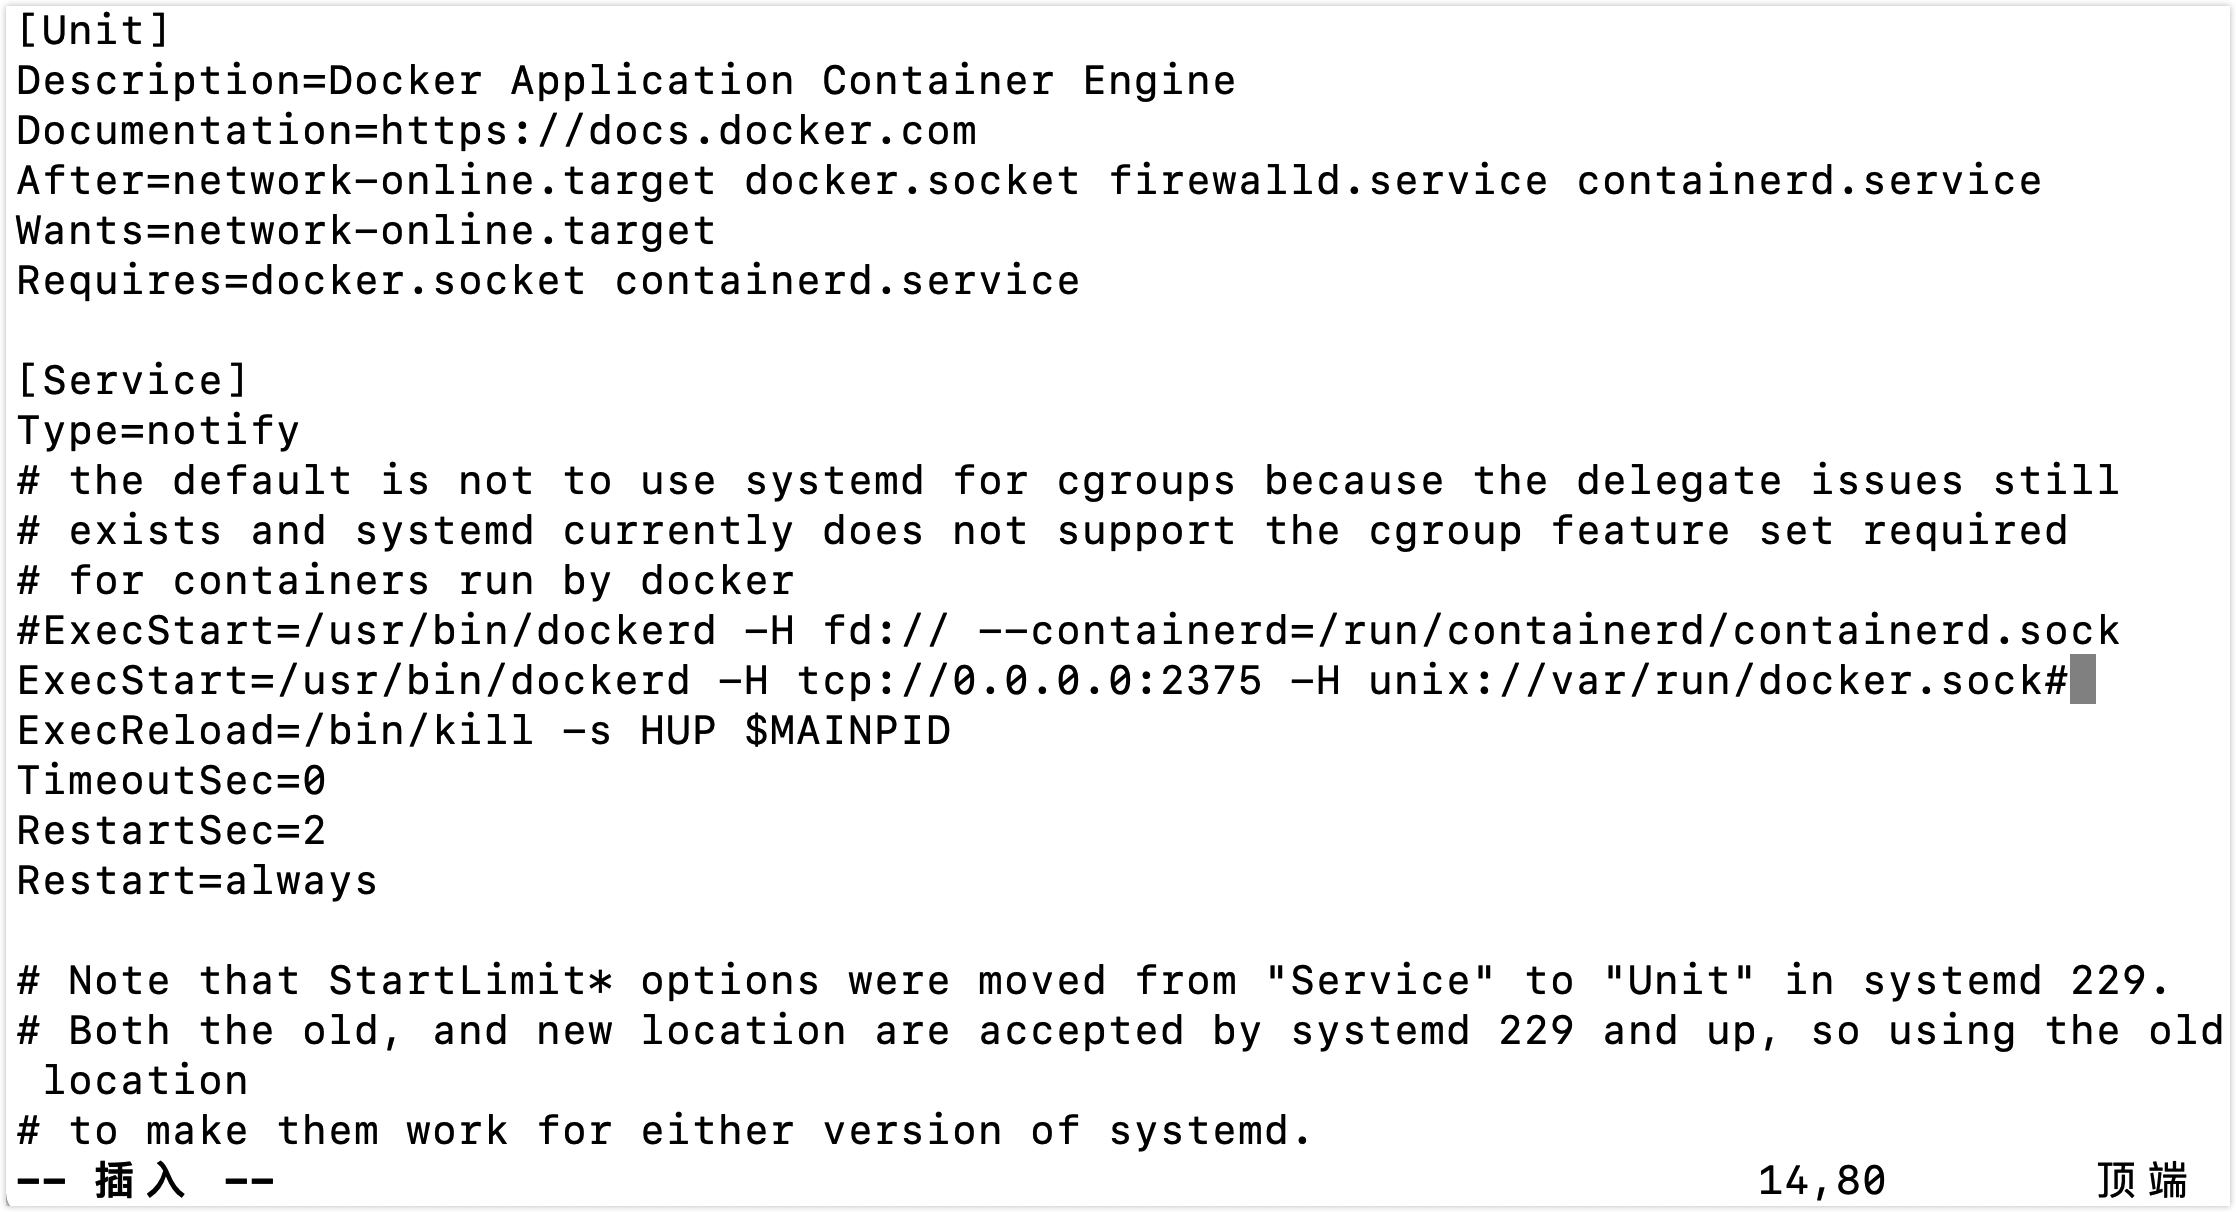 [Unit]
Description=Docker Application Container Engine
Documentation=https://docs.docker.com
After=network-online.target docker.socket firewalld.service containerd.service
Wants=network-online.target
Requires=docker.socket containerd.service

[Service]
Type=notify
# the default is not to use systemd for cgroups because the delegate issues still
# exists and systemd currently does not support the cgroup feature set required
# for containers run by docker
#ExecStart=/usr/bin/dockerd -H fd:// --containerd=/run/containerd/containerd.sock
ExecStart=/usr/bin/dockerd -H tcp://0.0.0.0:2375 -H unix://var/run/docker.sock#
ExecReload=/bin/kill -s HUP $MAINPID
TimeoutSec=0
RestartSec=2
Restart=always

# Note that StartLimit* options were moved from "Service" to "Unit" in systemd 229.
# Both the old, and new location are accepted by systemd 229 and up, so using the old
 location
# to make them work for either version of systemd.
-- 插入 -- 14,80 顶端